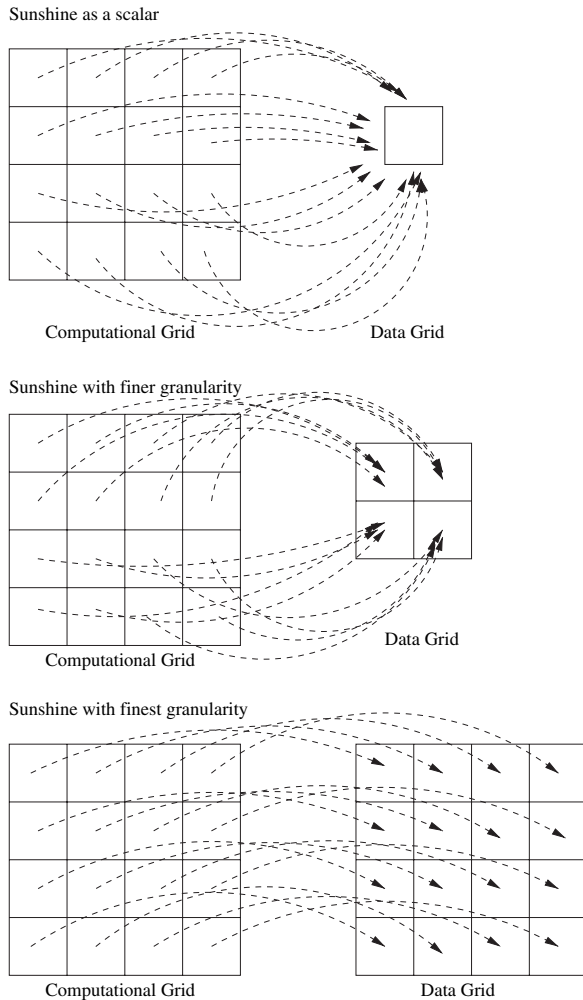 Sunshine as a scalar
Computational Grid
Data Grid
Sunshine with finer granularity
Data Grid
Computational Grid
Sunshine with finest granularity
Computational Grid
Data Grid